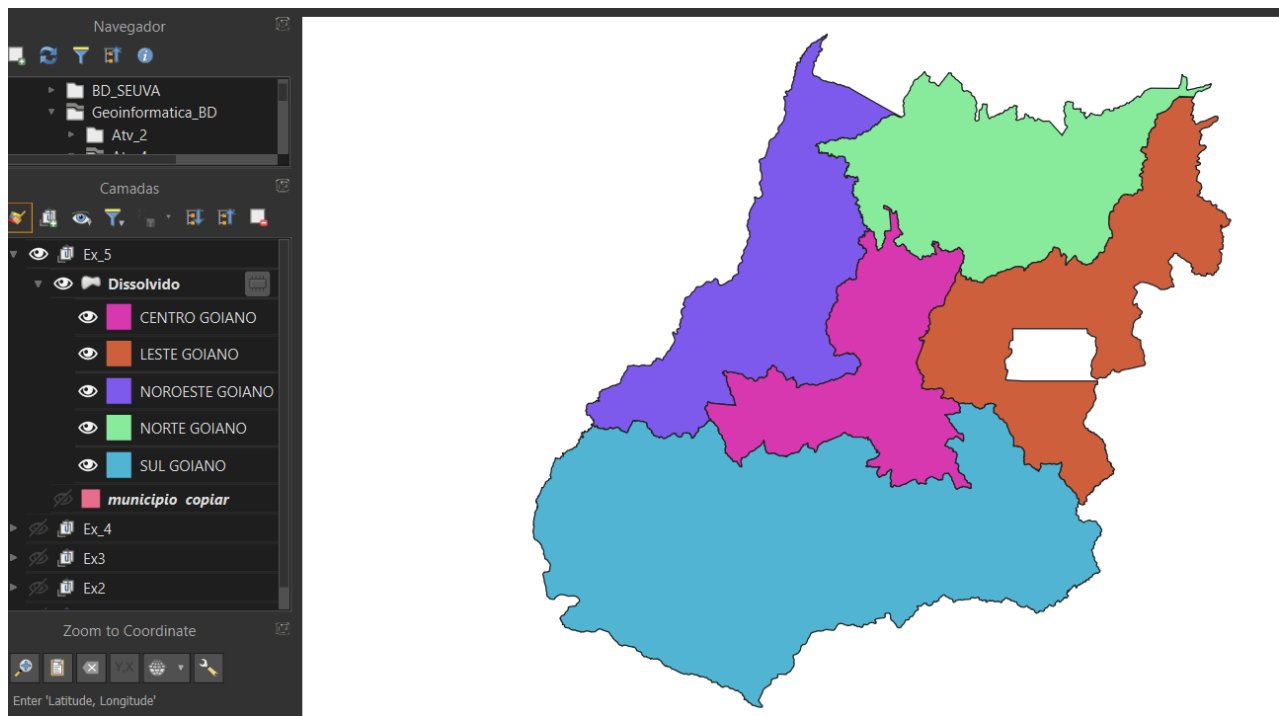 Navegador
BD_SEUVA
Geoinformatica_BD
Atv_2
Camadas
Ex_5
Dissolvido
CENTRO GOIANO
LESTE GOIANO
NOROESTE GOIANO
NORTE GOIANO
SUL GOIANO
municipio copiar
Ex_4
Ex3
Ex2
Zoom to Coordinate
Y,X
Enter 'Latitude, Longitude'